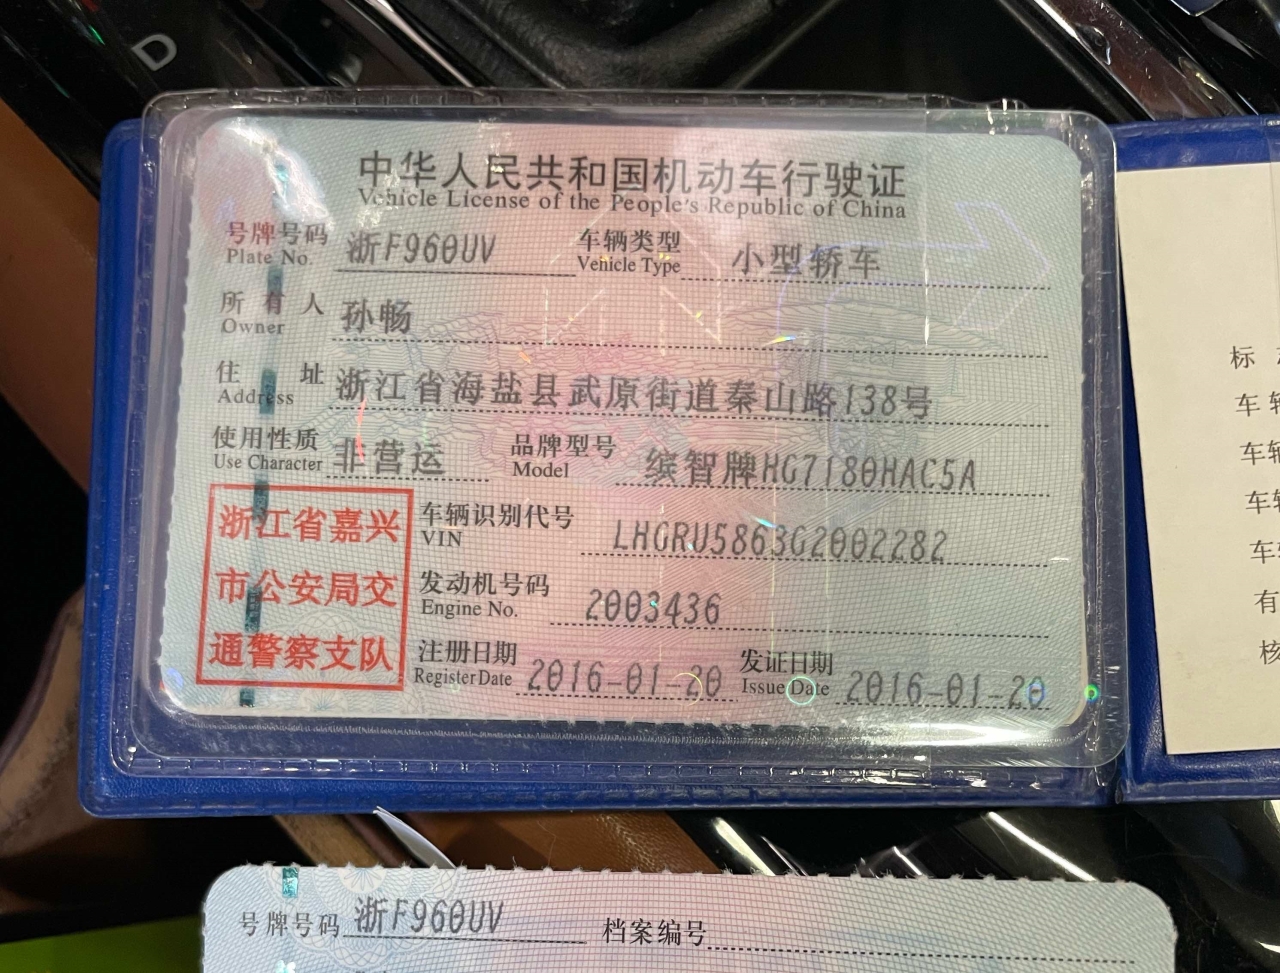 D
中华人民共和国机动车行驶证
Vehicle License of the People's Republic of China
号牌号码 浙F960UV 车辆类型 小型轿车
Plate No. Vehicle Type
所有人 孙畅
Owner
住址 浙江省海盐县武原街道秦山路138号
Address
使用性质 非营运 品牌型号 缤智牌HG7180HAC5A
Use Character Model
浙江省嘉兴
市公安局交
通警察支队
车辆识别代号 LHGRU5863G2002282
VIN
发动机号码 2003436
Engine No.
注册日期 2016-01-20 发证日期 2016-01-20
Register Date Issue Date
标
车辆
车辆
车辆
车辆
有
核
号牌号码 浙F960UV 档案编号